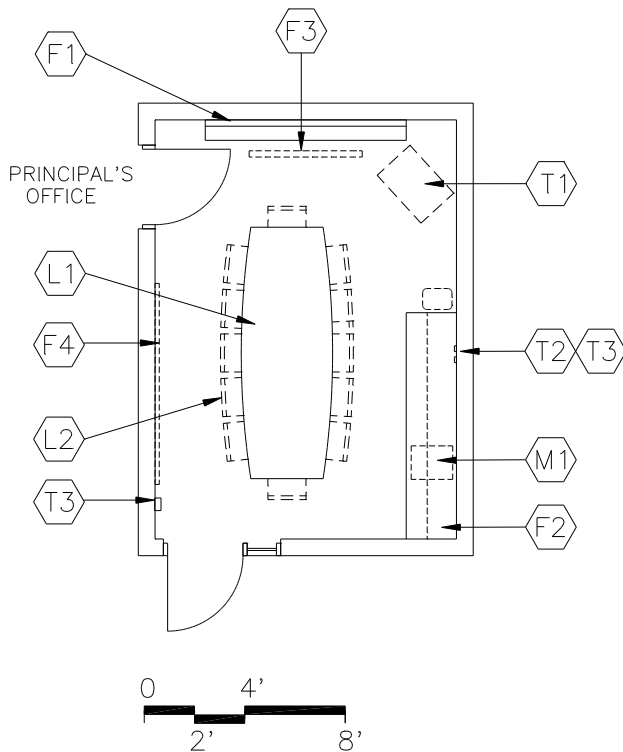 F3
F1
PRINCIPAL'S
OFFICE
T1
L1
F4
T2 T3
L2
M1
T3
F2
0 4'
2' 8'